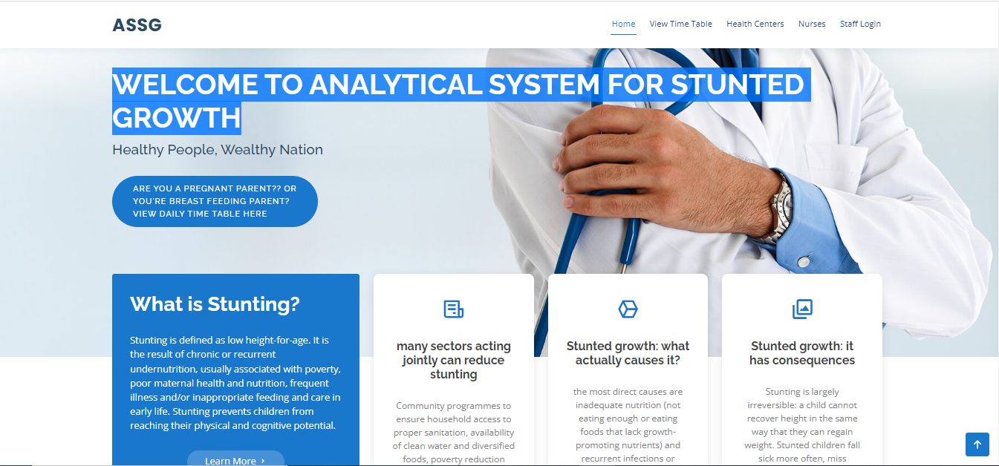 ASSG
Home
View Time Table
Health Centers
Nurses
Staff Login
WELCOME TO ANALYTICAL SYSTEM FOR STUNTED
GROWTH
Healthy People, Wealthy Nation
ARE YOU A PREGNANT PARENT?? OR
YOU'RE BREAST FEEDING PARENT?
VIEW DAILY TIME TABLE HERE
What is Stunting?
Stunting is defined as low height-for-age. It is
the result of chronic or recurrent
undernutrition, usually associated with poverty,
poor maternal health and nutrition, frequent
illness and/or inappropriate feeding and care in
early life. Stunting prevents children from
reaching their physical and cognitive potential.
Learn More
many sectors acting
jointly can reduce
stunting
Community programmes to
ensure household access to
proper sanitation, availability
of clean water and diversified
foods, poverty reduction
Stunted growth: what
actually causes it?
the most direct causes are
inadequate nutrition (not
eating enough or eating
foods that lack growth-
promoting nutrients) and
recurrent infections or
Stunted growth: it
has consequences
Stunting is largely
irreversible: a child cannot
recover height in the same
way that they can regain
weight. Stunted children fall
sick more often, miss